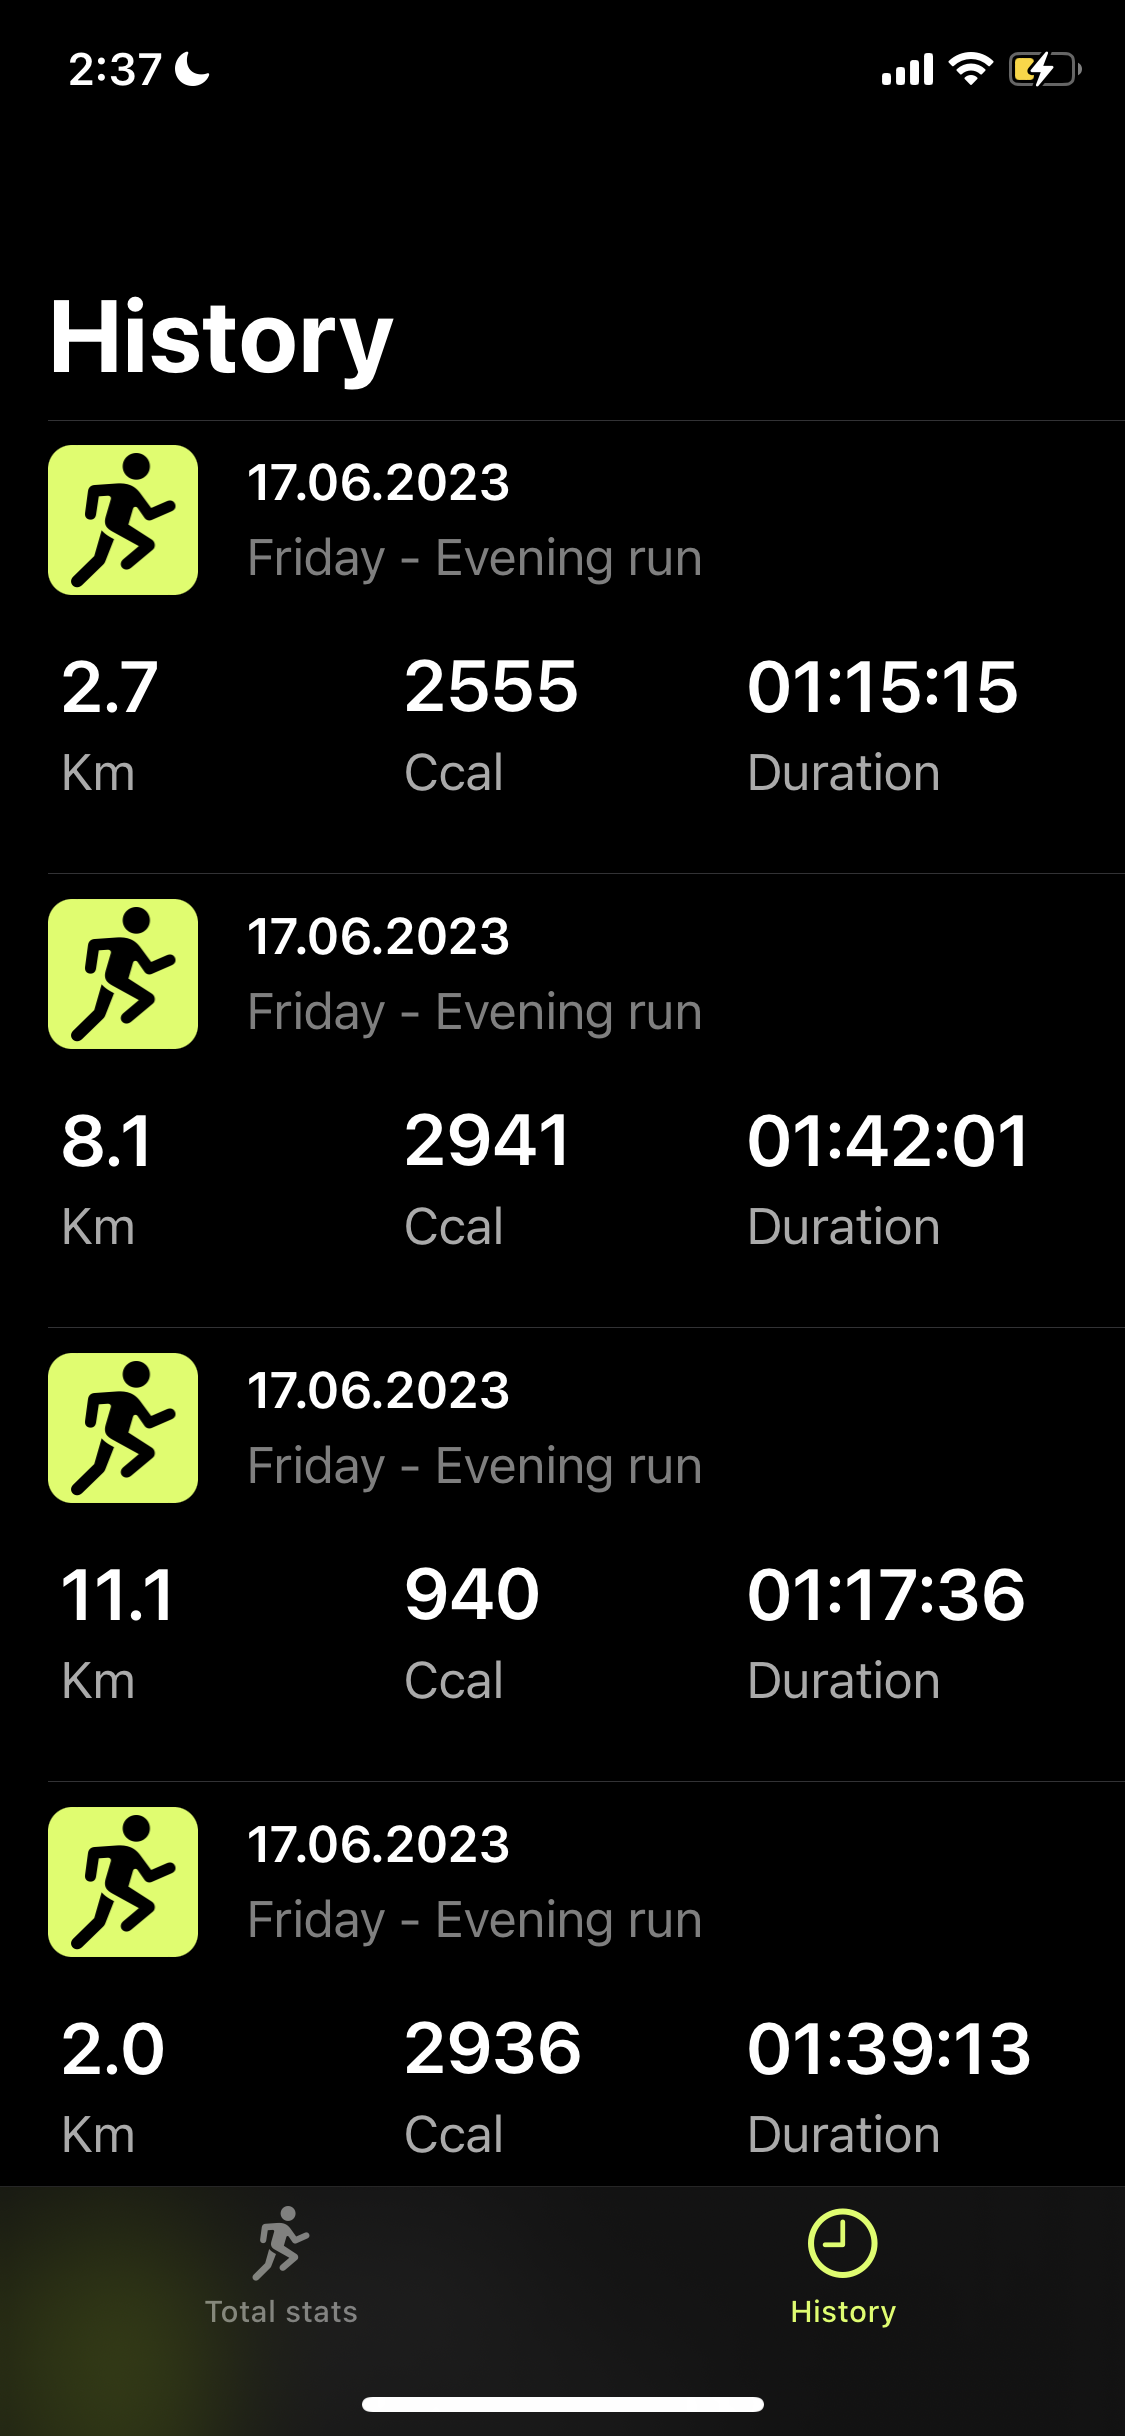 2:37
History
17.06.2023
Friday - Evening run
2.7 2555 01:15:15
Km Ccal Duration
17.06.2023
Friday - Evening run
8.1 2941 01:42:01
Km Ccal Duration
17.06.2023
Friday - Evening run
11.1 940 01:17:36
Km Ccal Duration
17.06.2023
Friday - Evening run
2.0 2936 01:39:13
Km Ccal Duration
Total stats History